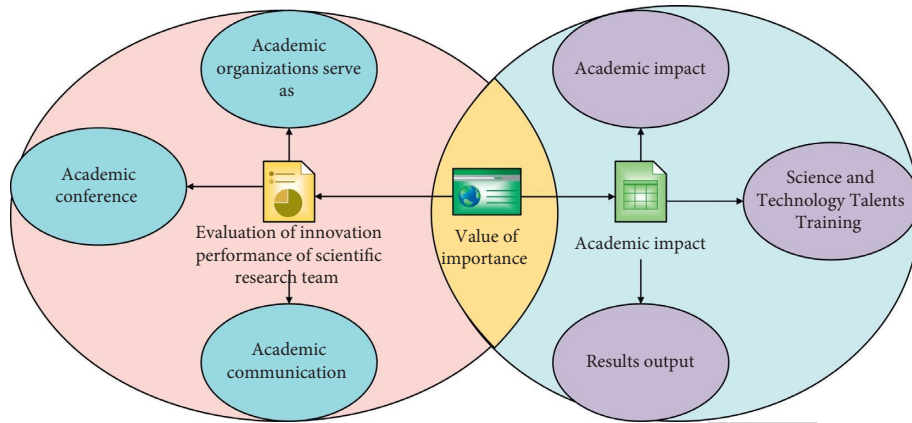 Academic
organizations serve
as
Academic
conference
Evaluation of innovation
performance of scientific
research team
Academic
communication
Value of
importance
Academic impact
Academic impact
Science and
Technology Talents
Training
Results output